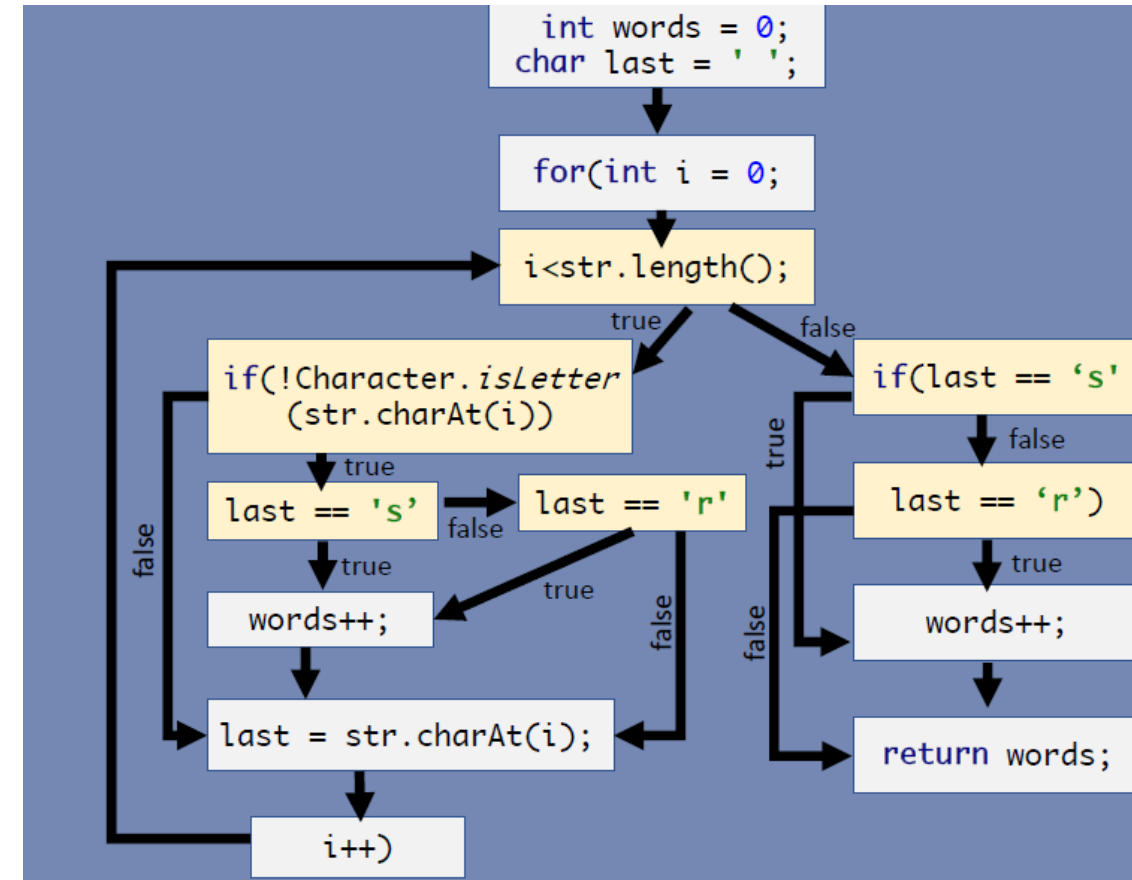 int words = 0;
char last = ' ';
for(int i = 0;
i<str.length();
true
false
if(!Character.isLetter
(str.charAt(i))
if(last == ‘s'
false
true
true
false
last == 's’
false
last == 'r'
last == ‘r’)
true
true
true
false
false
words++;
words++;
last = str.charAt(i);
return words;
i++)